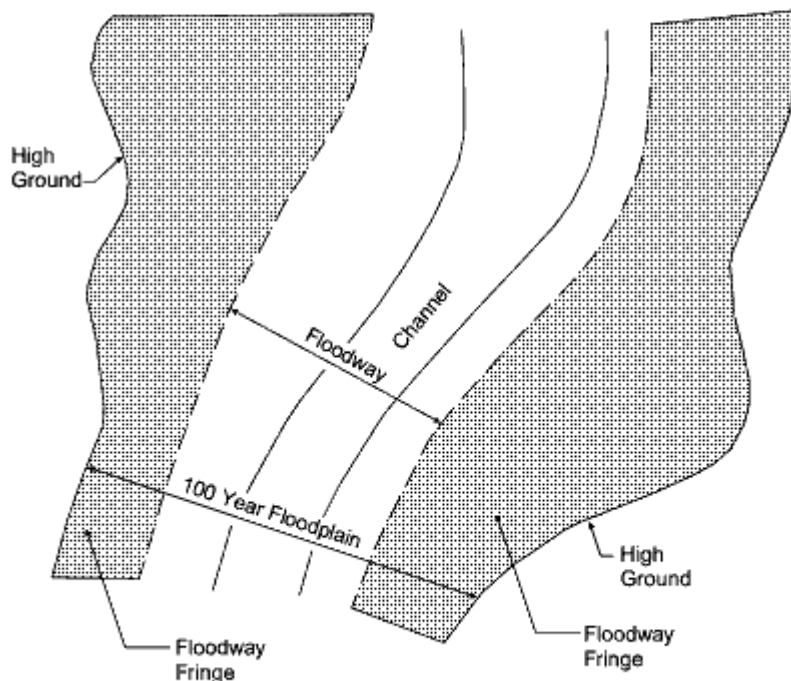 High
Ground
Channel
Floodway
100 Year Floodplain
High
Ground
Floodway
Fringe
Floodway
Fringe